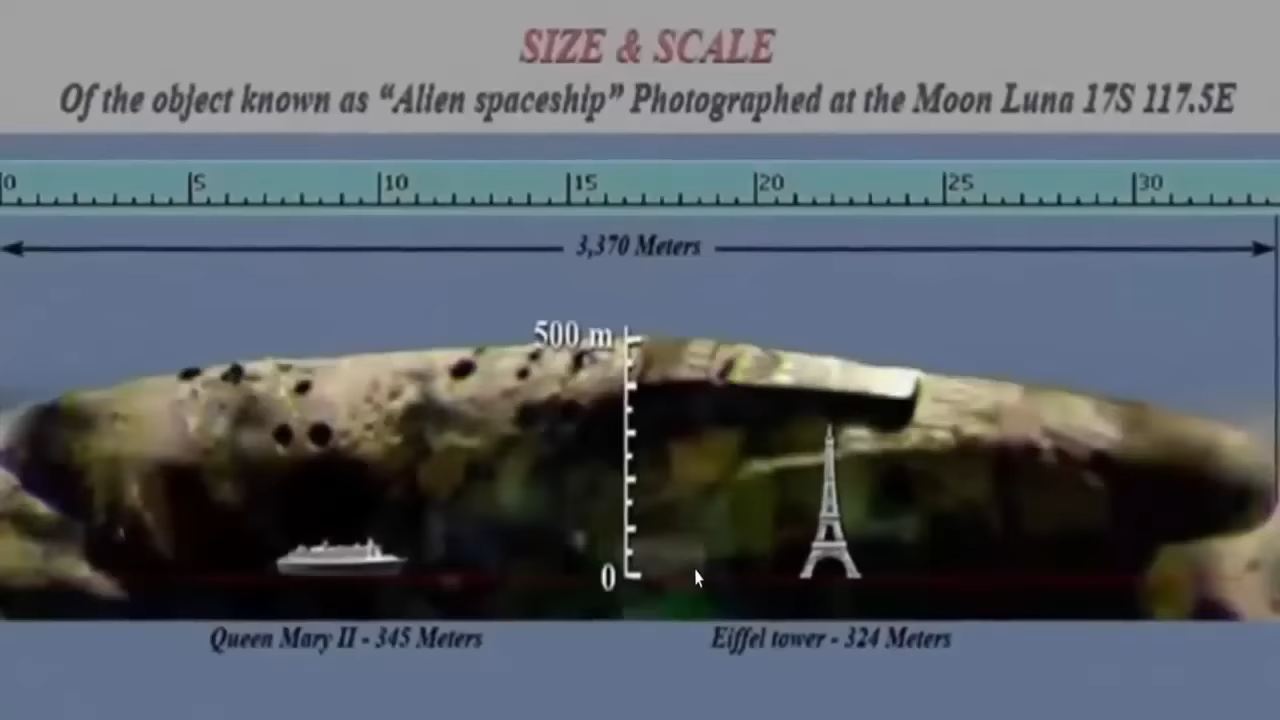 SIZE & SCALE
Of the object known as “Alien spaceship” Photographed at the Moon Luna 17S 117.5E
0 5 10 15 20 25 30
3,370 Meters
500 m
0
Queen Mary II - 345 Meters
Eiffel tower - 324 Meters